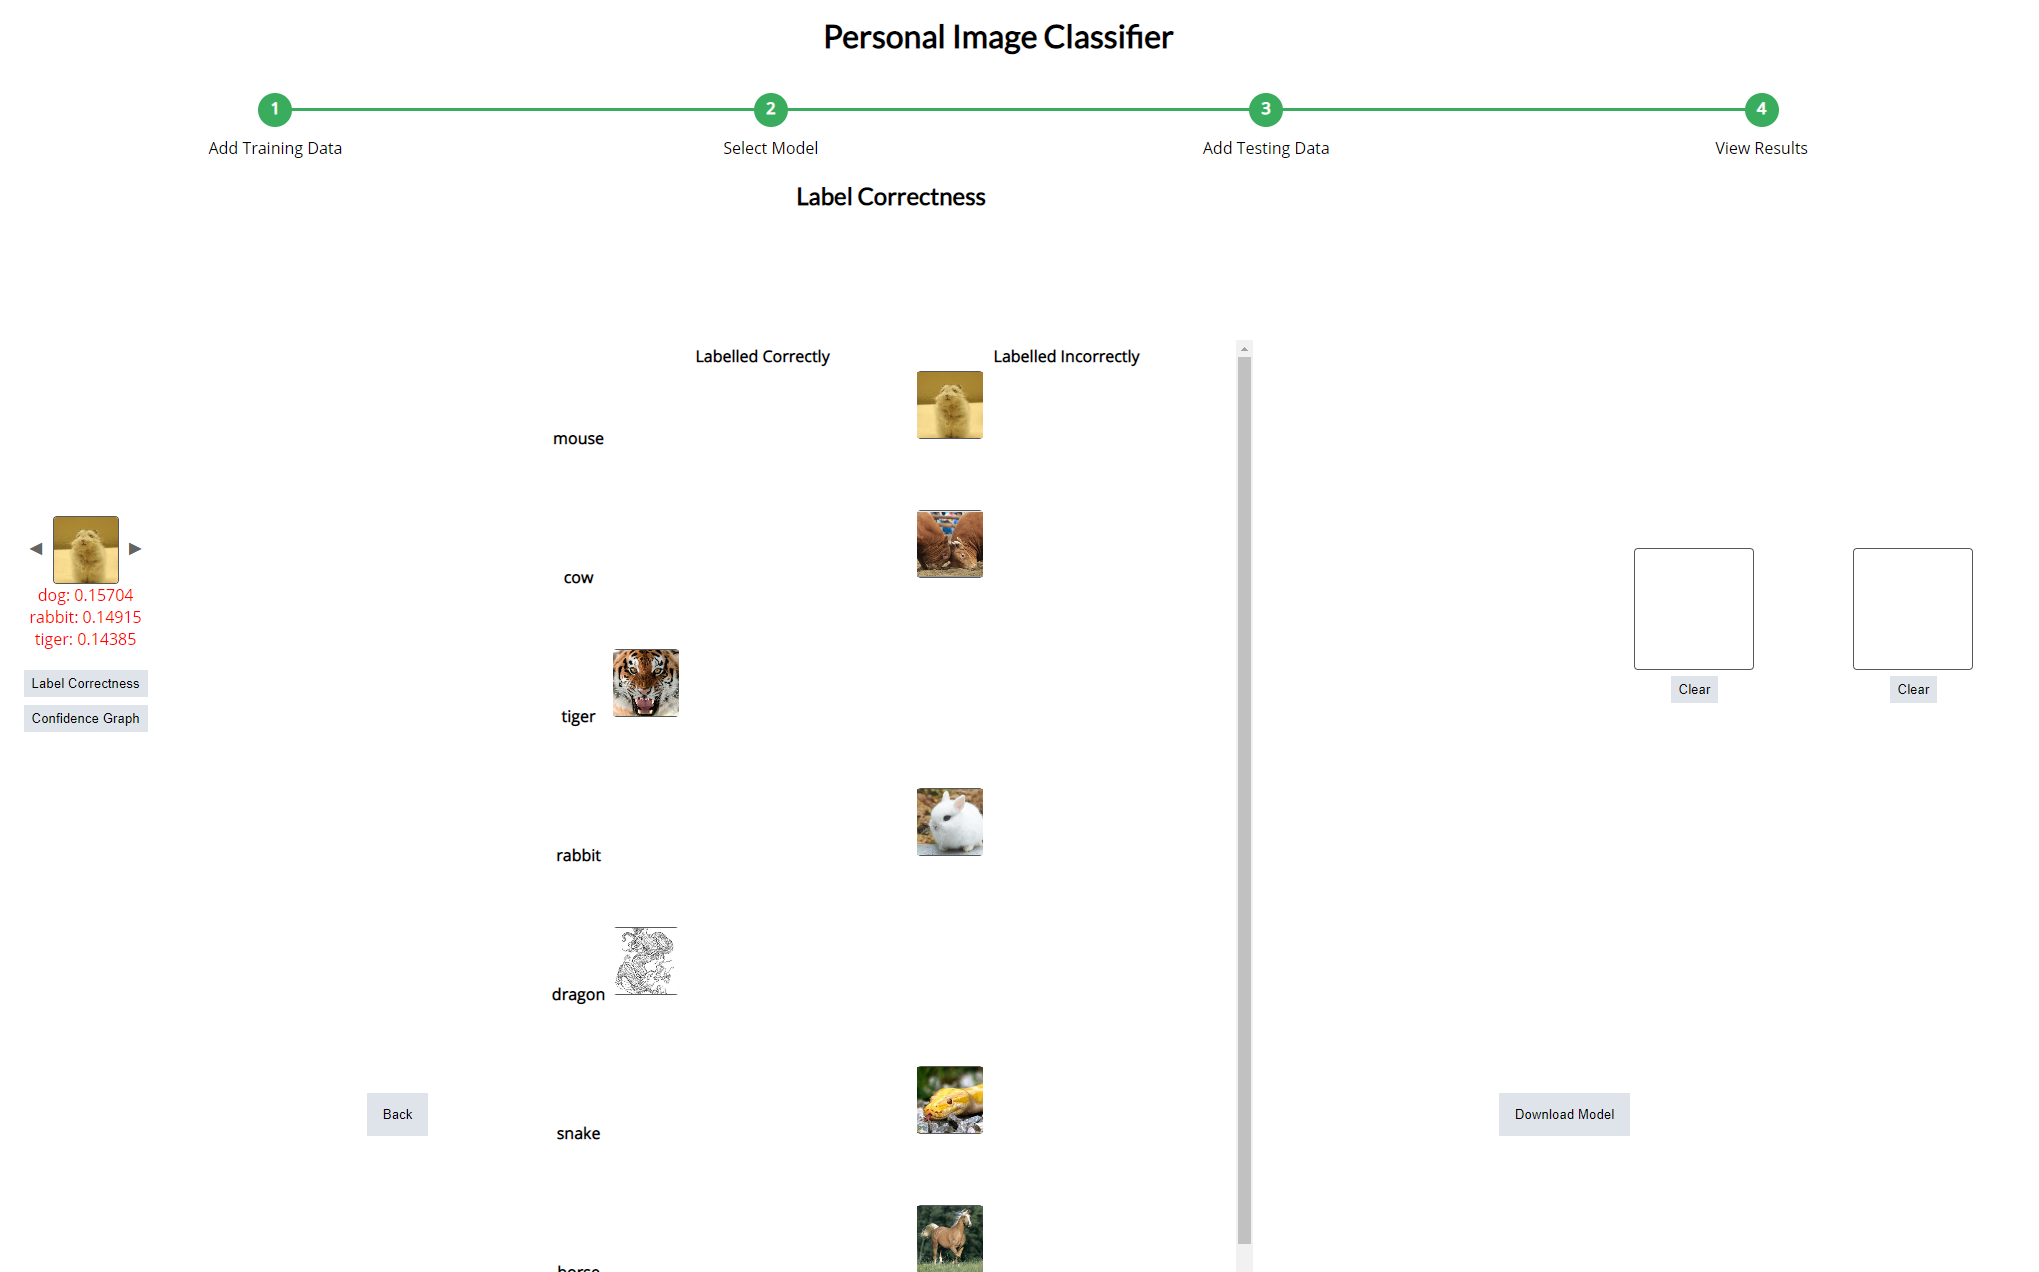 Personal Image Classifier
1
2
3
4
Add Training Data
Select Model
Add Testing Data
View Results
Label Correctness
Labelled Correctly
Labelled Incorrectly
mouse
cow
tiger
rabbit
dragon
snake
horse
dog: 0.15704
rabbit: 0.14915
tiger: 0.14385
Label Correctness
Confidence Graph
Clear
Clear
Back
Download Model